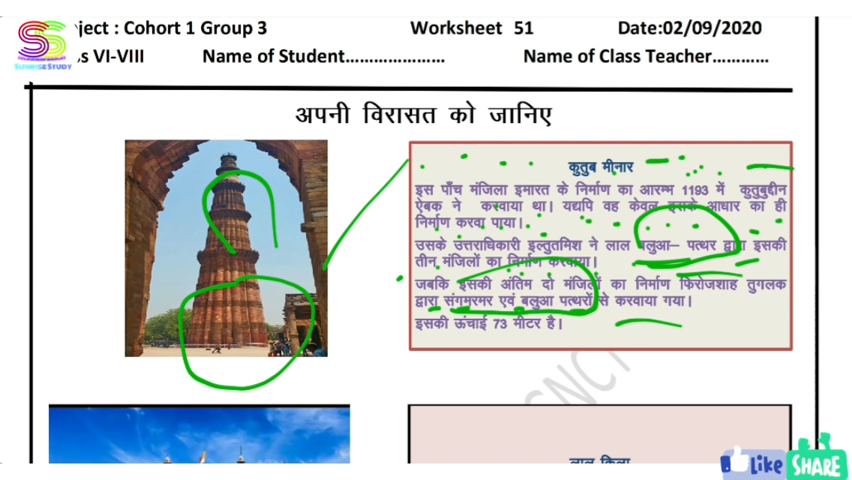 ject : Cohort 1 Group 3 Worksheet 51 Date:02/09/2020
SS
SUNRISE STUDY
s VI-VIII Name of Student………………… Name of Class Teacher…………
अपनी विरासत को जानिए
कुतुब मीनार
इस पाँच मंजिला इमारत के निर्माण का आरम्भ 1193 में कुतुबुद्दीन
ऐबक ने करवाया था। यद्यपि वह केवल इसके आधार का ही
निर्माण करवा पाया।
उसके उत्तराधिकारी इल्तुतमिश ने लाल बलुआ– पत्थर द्वारा इसकी
तीन मंजिलों का निर्माण करवाया।
जबकि इसकी अंतिम दो मंजिलों का निर्माण फिरोजशाह तुगलक
द्वारा संगमरमर एवं बलुआ पत्थरों से करवाया गया।
इसकी ऊंचाई 73 मीटर है।
लाल किला
Like SHARE